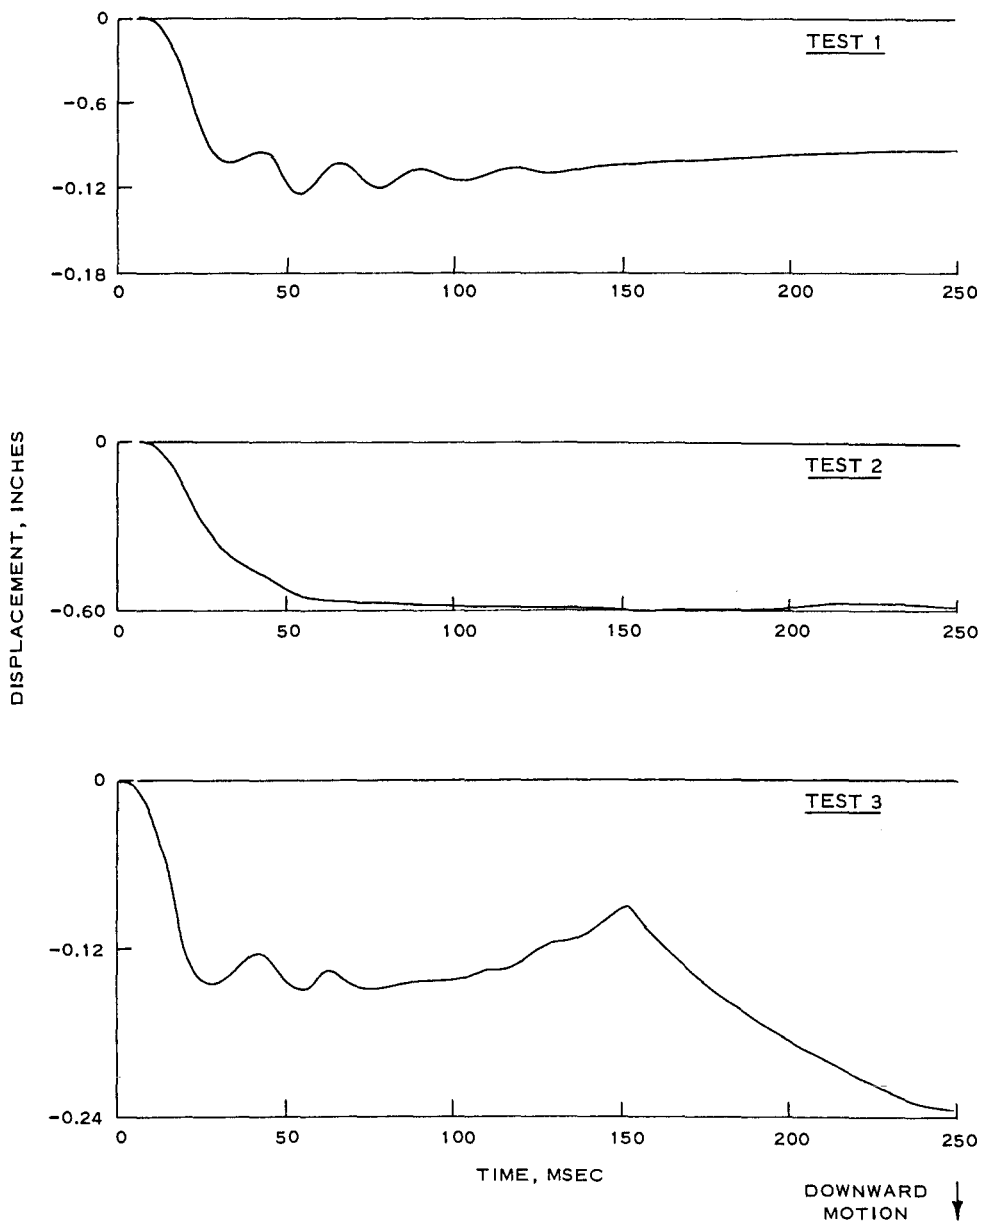 0
TEST 1
-0.6
-0.12
-0.18
0 50 100 150 200 250
DISPLACEMENT, INCHES
0
TEST 2
-0.60
0 50 100 150 200 250
0
TEST 3
-0.12
-0.24
0 50 100 150 200 250
TIME, MSEC
DOWNWARD
MOTION